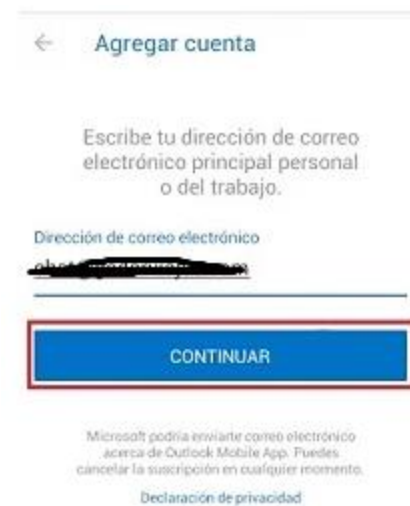 Agregar cuenta
Escribe tu dirección de correo
electrónico principal personal
o del trabajo.
Dirección de correo electrónico
CONTINUAR
Microsoft podría enviarte correo electrónico
acerca de Outlook Mobile App. Puedes
cancelar la suscripción en cualquier momento.
Declaración de privacidad